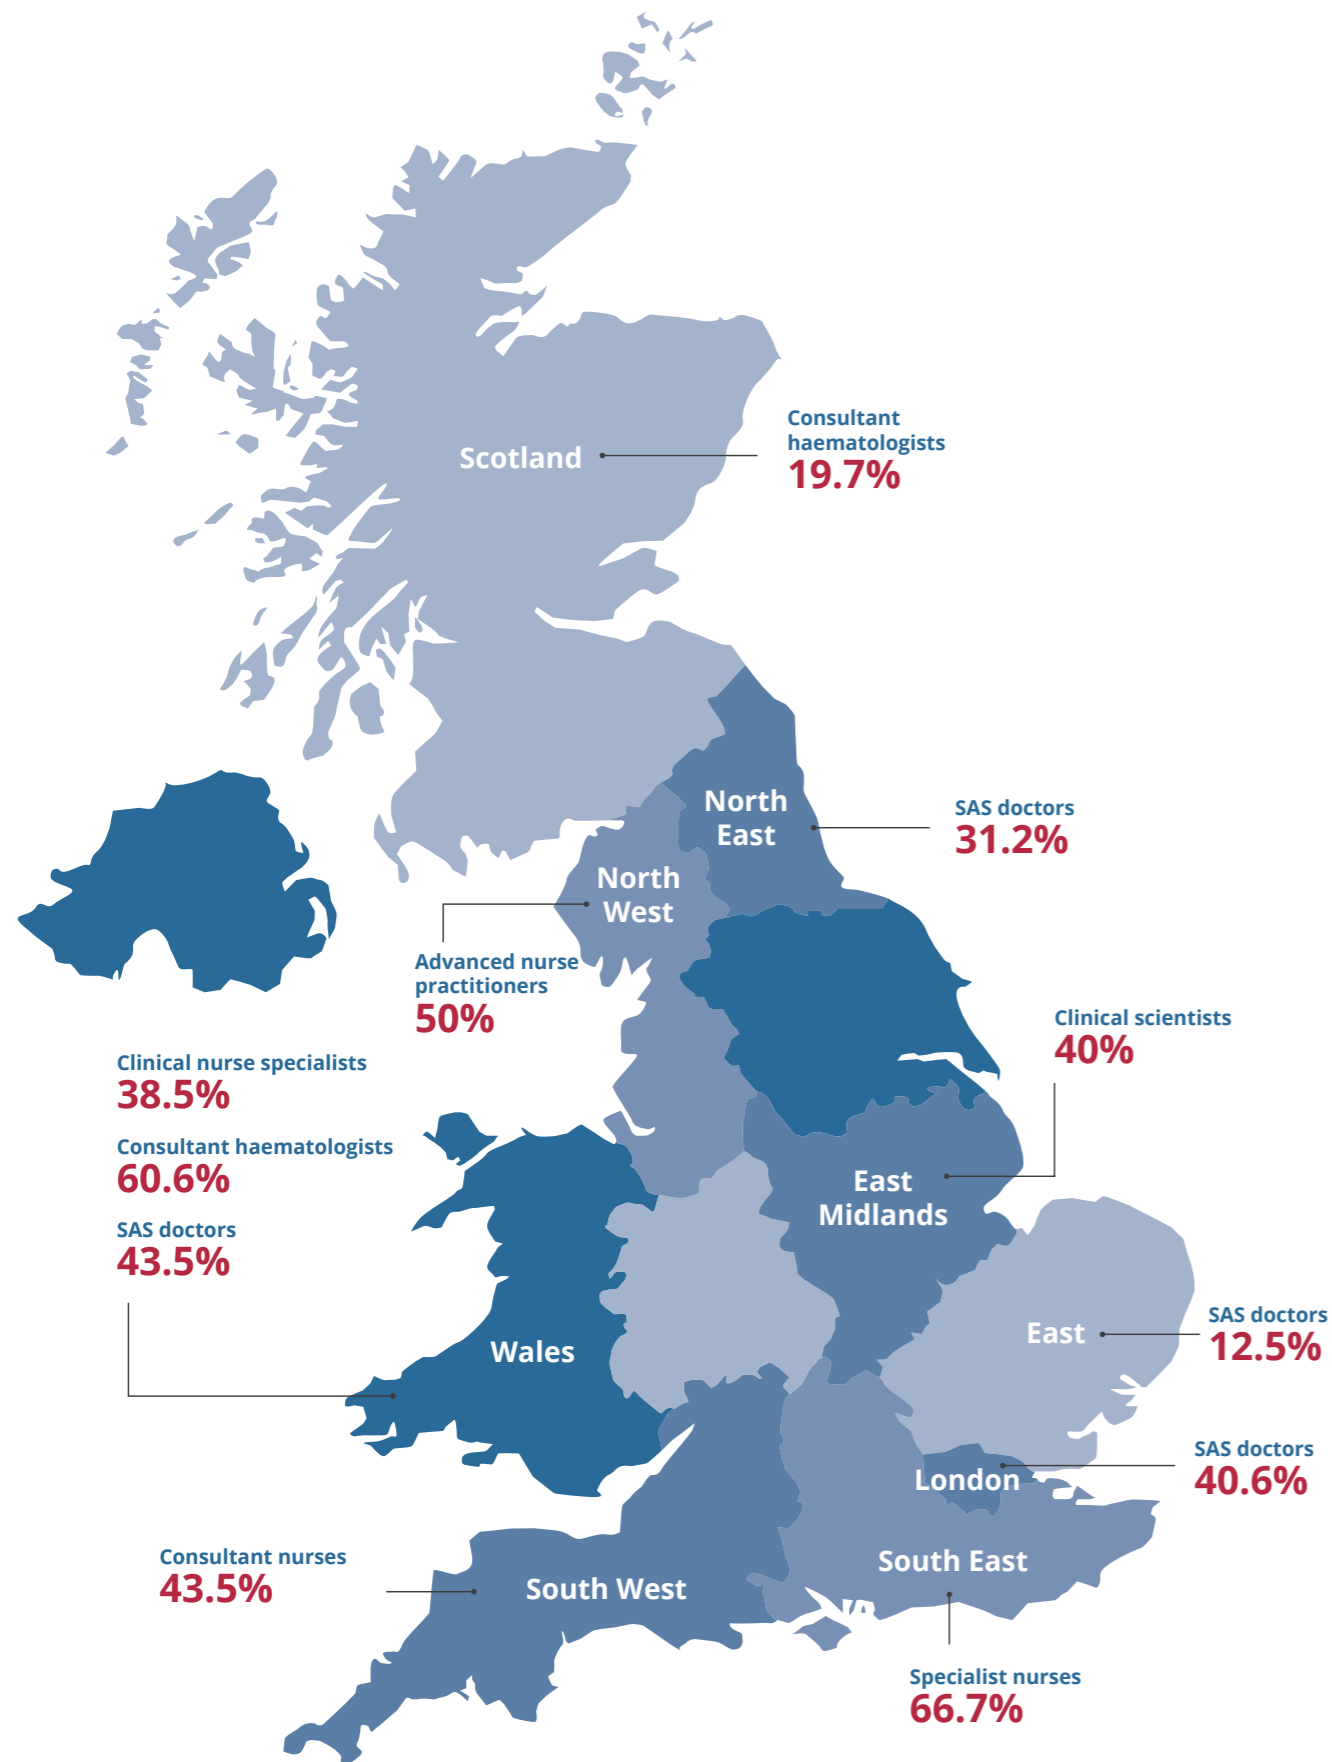 Consultant
haematologists
19.7%
Scotland
North
East
SAS doctors
31.2%
North
West
Advanced nurse
practitioners
50%
Clinical scientists
40%
Clinical nurse specialists
38.5%
Consultant haematologists
60.6%
SAS doctors
43.5%
East
Midlands
Wales
East
SAS doctors
12.5%
London
SAS doctors
40.6%
Consultant nurses
43.5%
South West
South East
Specialist nurses
66.7%